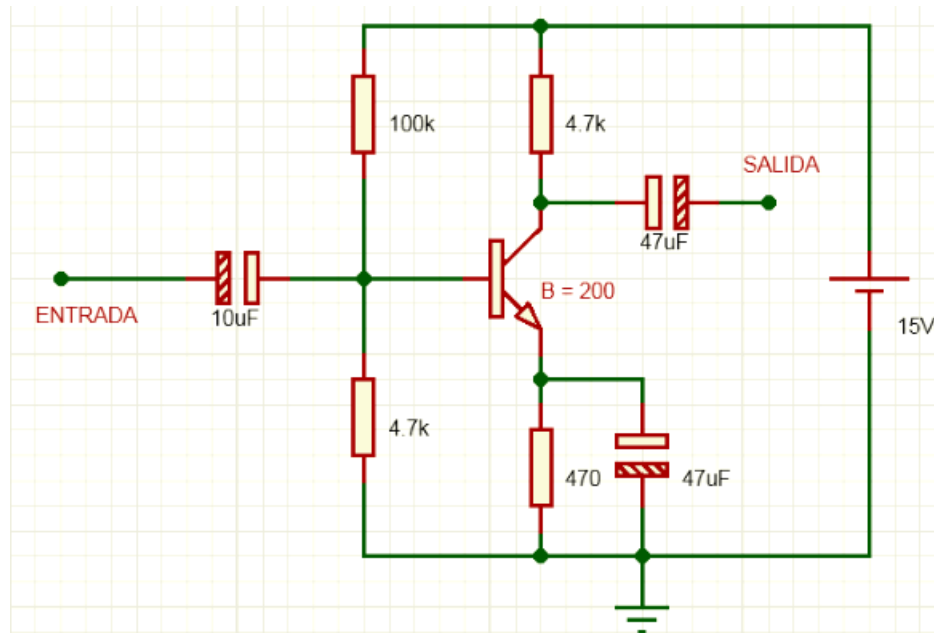 100k
4.7k
SALIDA
47uF
B = 200
ENTRADA
10uF
15V
4.7k
470
47uF